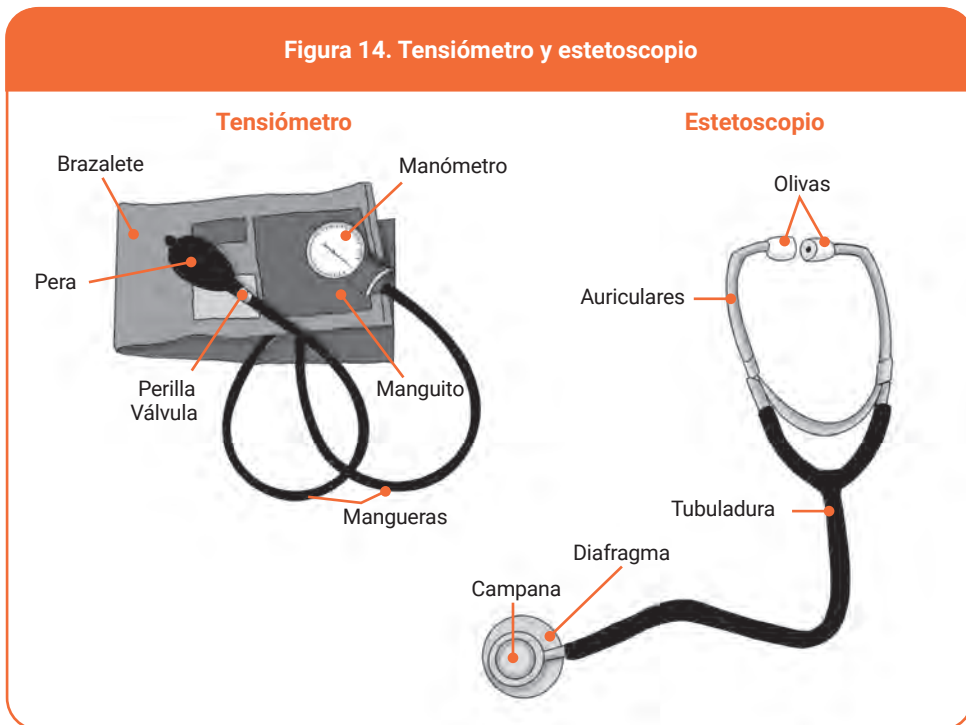 Figura 14. Tensiómetro y estetoscopio
Tensiómetro
Brazalete
Manómetro
Pera
Perilla
Válvula
Manguito
Mangueras
Estetoscopio
Olivas
Auriculares
Tubuladura
Diafragma
Campana